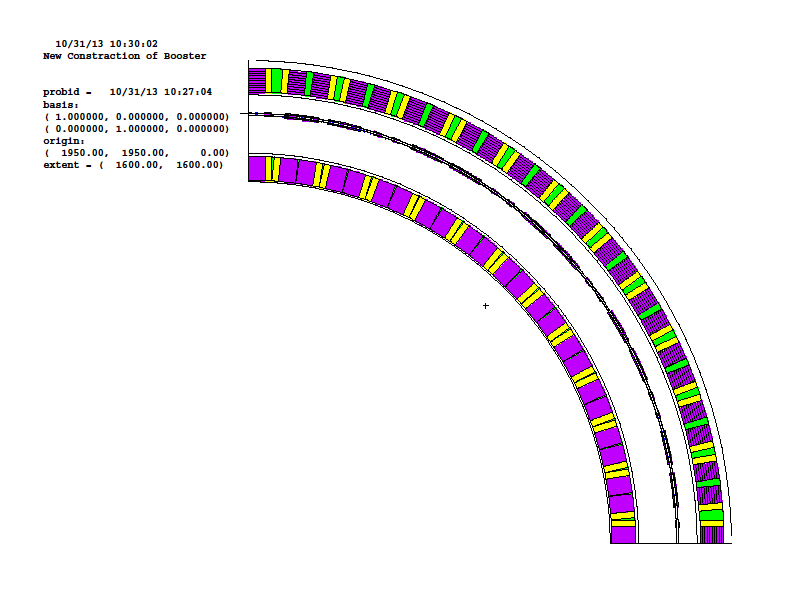 10/31/13 10:30:02
New Constraction of Booster
probid =   10/31/13 10:27:04
basis:
( 1.000000, 0.000000, 0.000000)
( 0.000000, 1.000000, 0.000000)
origin:
(  1950.00,  1950.00,     0.00)
extent = (  1600.00,  1600.00)